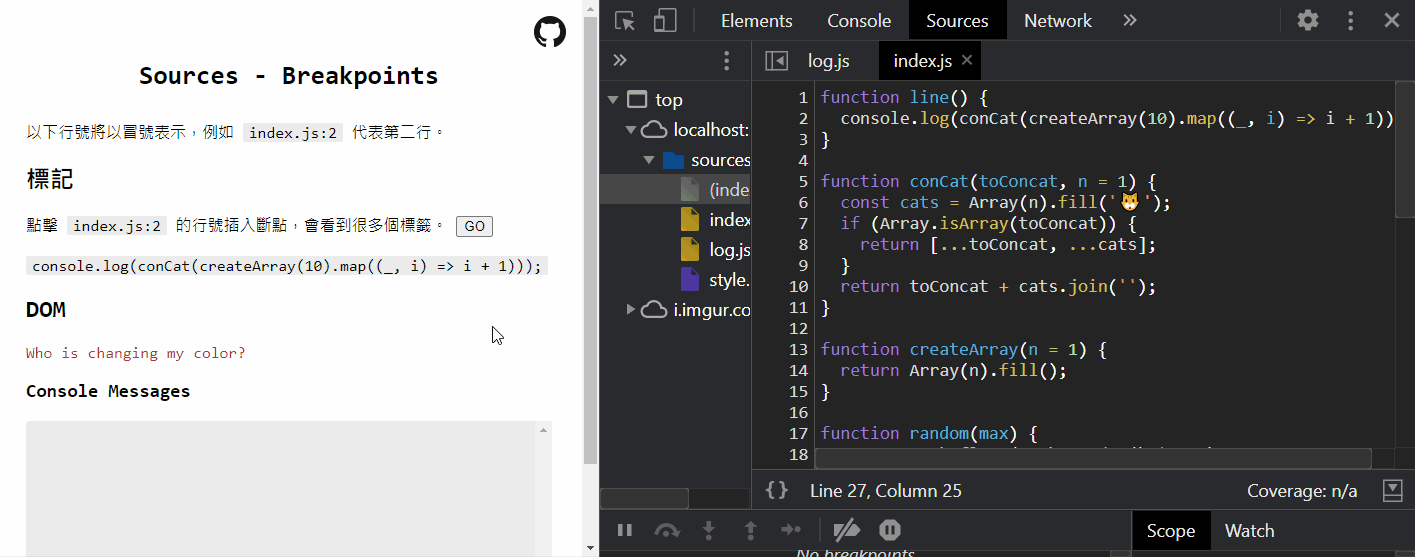 Sources - Breakpoints
以下行號將以冒號表示，例如 index.js:2 代表第二行。
標記
點擊 index.js:2 的行號插入斷點，會看到很多個標籤。 GO
console.log(conCat(createArray(10).map((_, i) => i + 1)));
DOM
Who is changing my color?
Console Messages
Elements Console Sources Network »
»
top
localhost:
sources
(inde
index
log.js
style.
i.imgur.co
log.js index.js ×
1 function line() {
2 console.log(conCat(createArray(10).map((_, i) => i + 1))
3 }
4
5 function conCat(toConcat, n = 1) {
6 const cats = Array(n).fill('🐱');
7 if (Array.isArray(toConcat)) {
8 return [...toConcat, ...cats];
9 }
10 return toConcat + cats.join('');
11 }
12
13 function createArray(n = 1) {
14 return Array(n).fill();
15 }
16
17 function random(max) {
18
{} Line 27, Column 25 Coverage: n/a
Scope Watch
No breakpoints